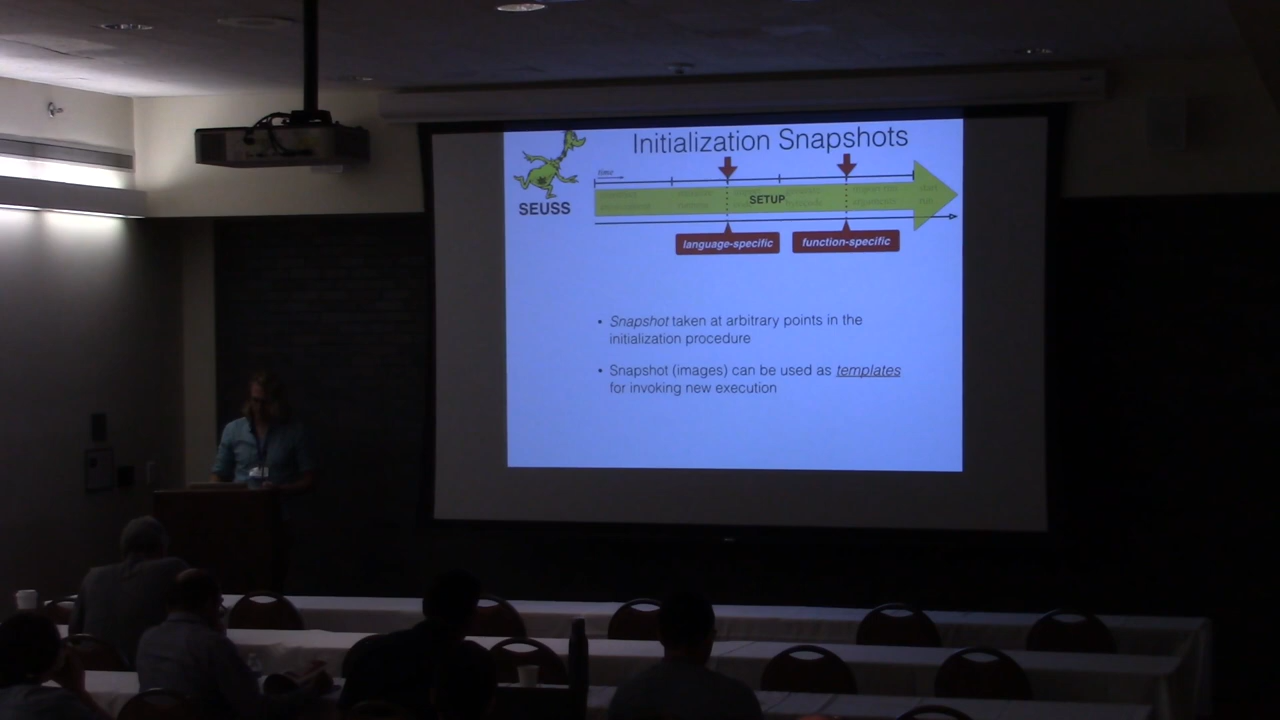 Initialization Snapshots
SEUSS
time
SETUP
language-specific
function-specific
• Snapshot taken at arbitrary points in the
initialization procedure
• Snapshot (images) can be used as templates
for invoking new execution